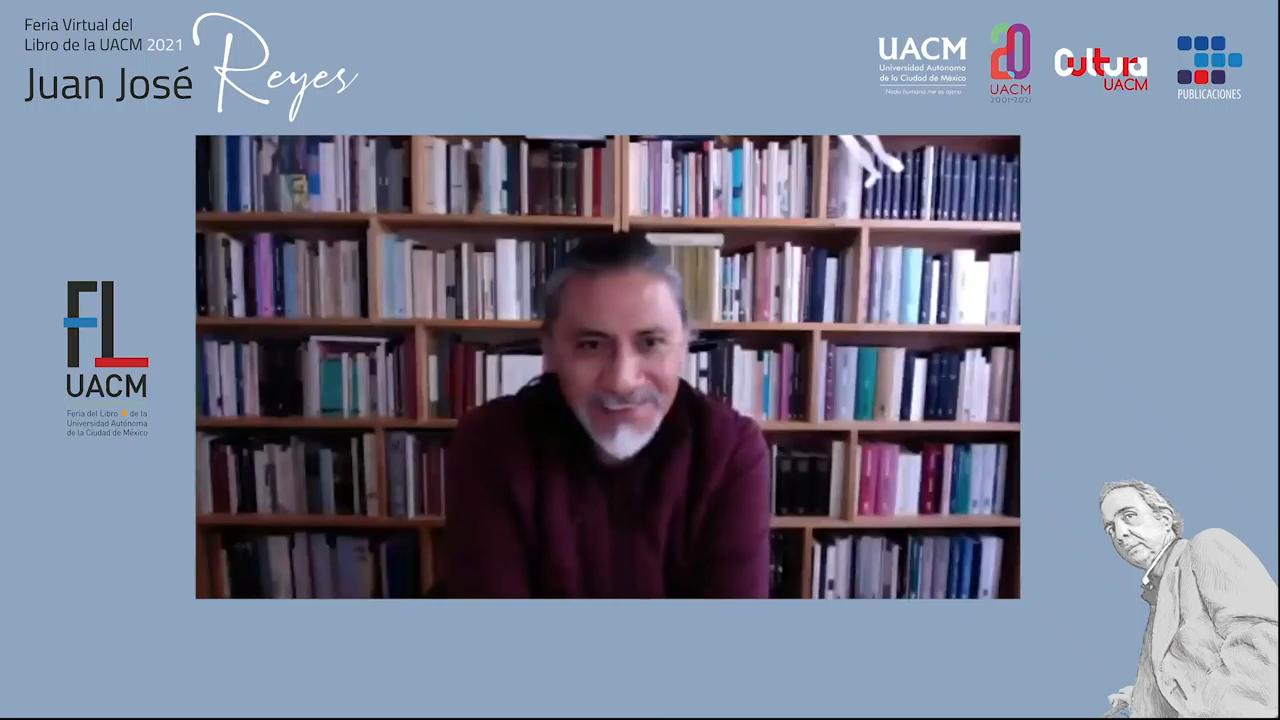 Feria Virtual del
Libro de la UACM 2021
Juan José Reyes
UACM
Universidad Autónoma
de la Ciudad de México
Nada humano me es ajeno
20
UACM
2001-2021
Cultura
UACM
PUBLICACIONES
FL
UACM
Feria del Libro de la
Universidad Autónoma
de la Ciudad de México